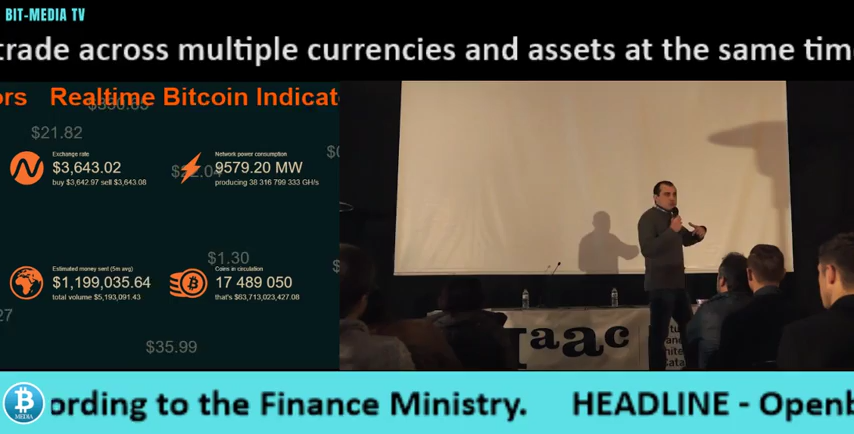 BIT-MEDIA TV
trade across multiple currencies and assets at the same tim
ors Realtime Bitcoin Indicat
$330.65
$21.82
Exchange rate
$3,643.02
buy $3,642.97 sell $3,643.08
Network power consumption
9579.20 MW
producing 38 316 799 333 GH/s
$1.30
Estimated money sent (5m avg)
$1,199,035.64
total volume $5,193,091.43
Coins in circulation
17 489 050
that's $63,713,023,427.08
27
$35.99
Iaac
BMEDIA
ording to the Finance Ministry. HEADLINE - Openb